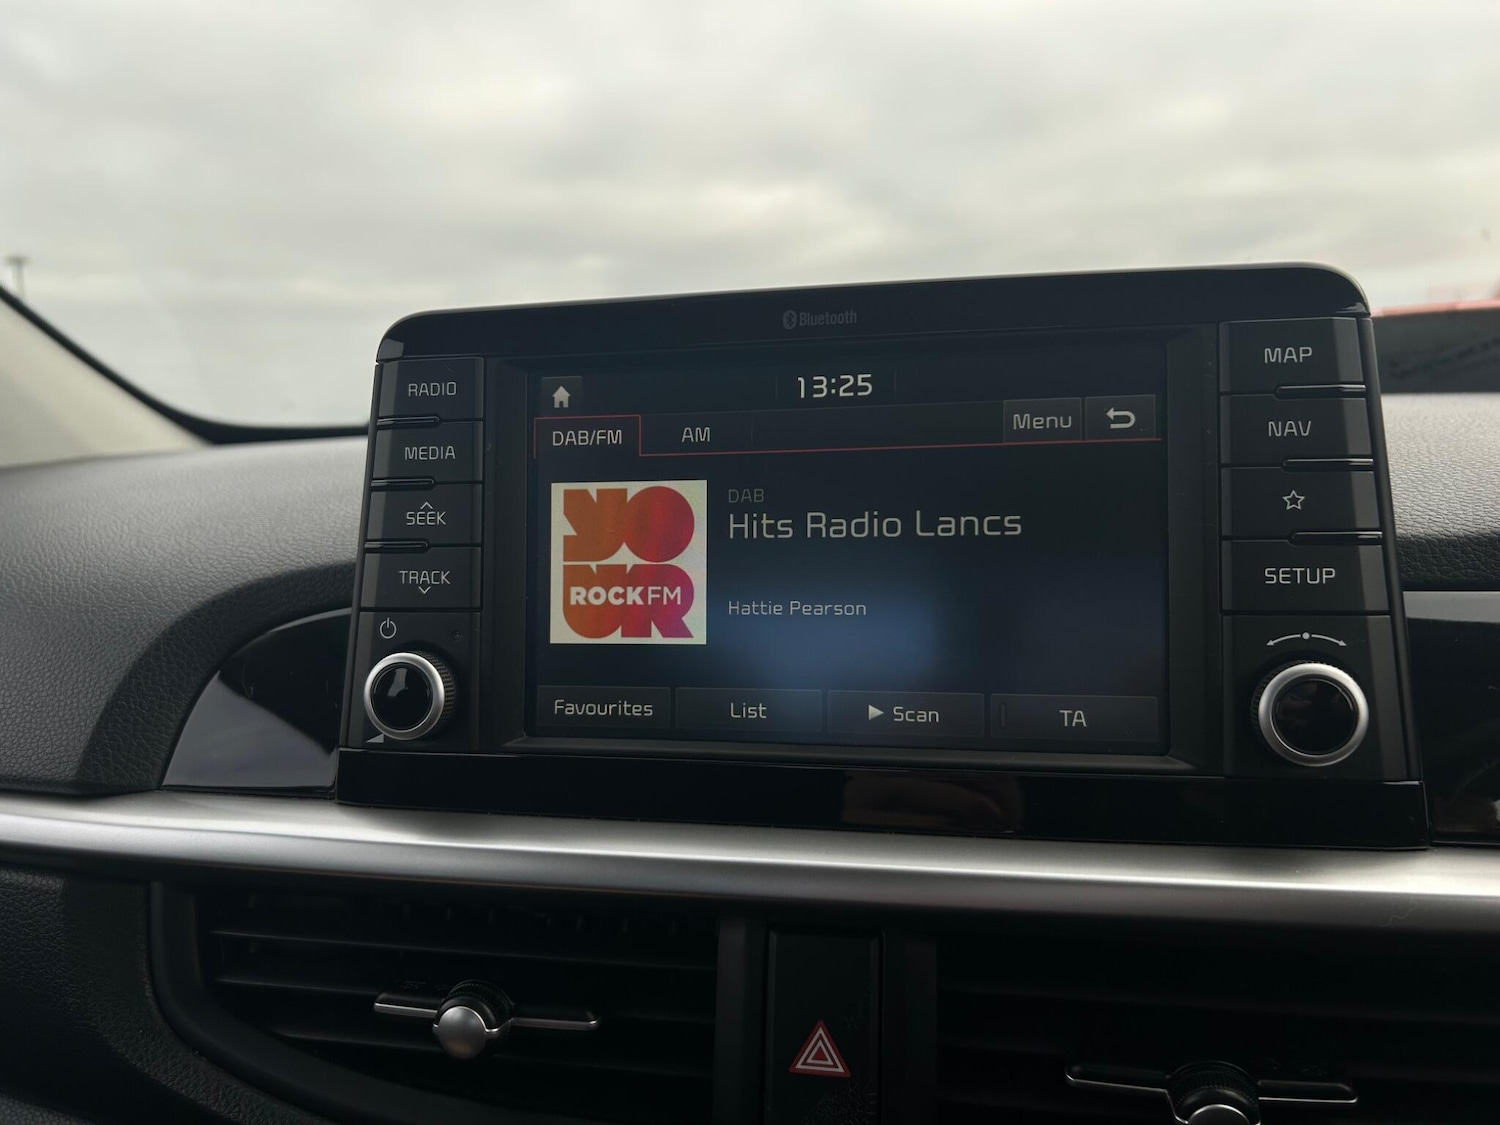 Bluetooth
RADIO
MEDIA
SEEK
TRACK
13:25
DAB/FM
AM
Menu
YO
UR
ROCKFM
DAB
Hits Radio Lancs
Hattie Pearson
Favourites
List
Scan
TA
MAP
NAV
SETUP